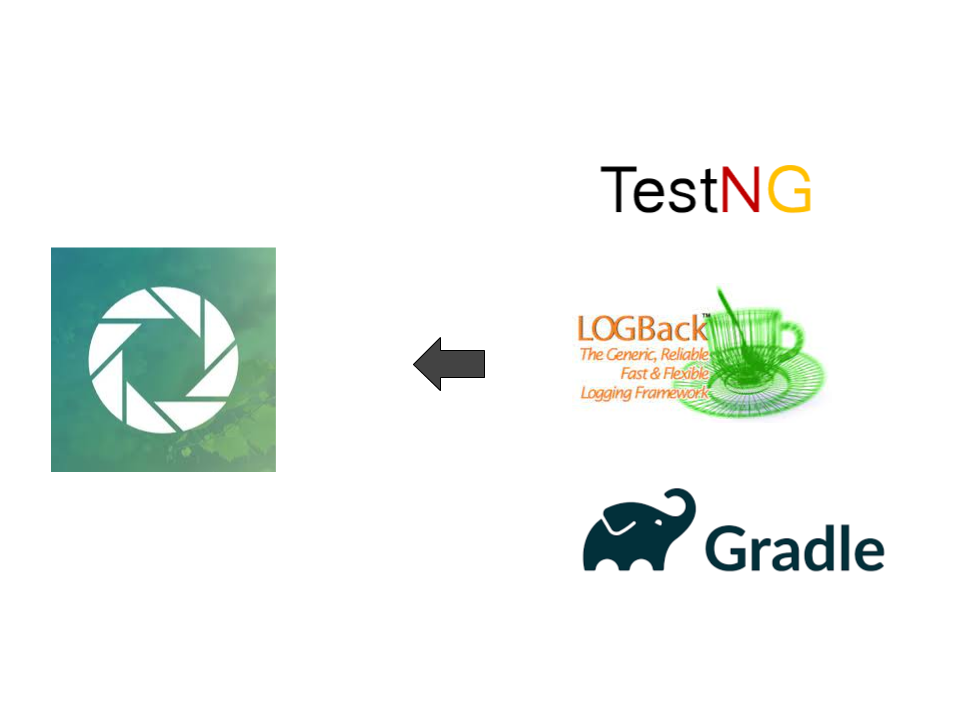 TestNG
LOGBack™
The Generic, Reliable
Fast & Flexible
Logging Framework
Gradle